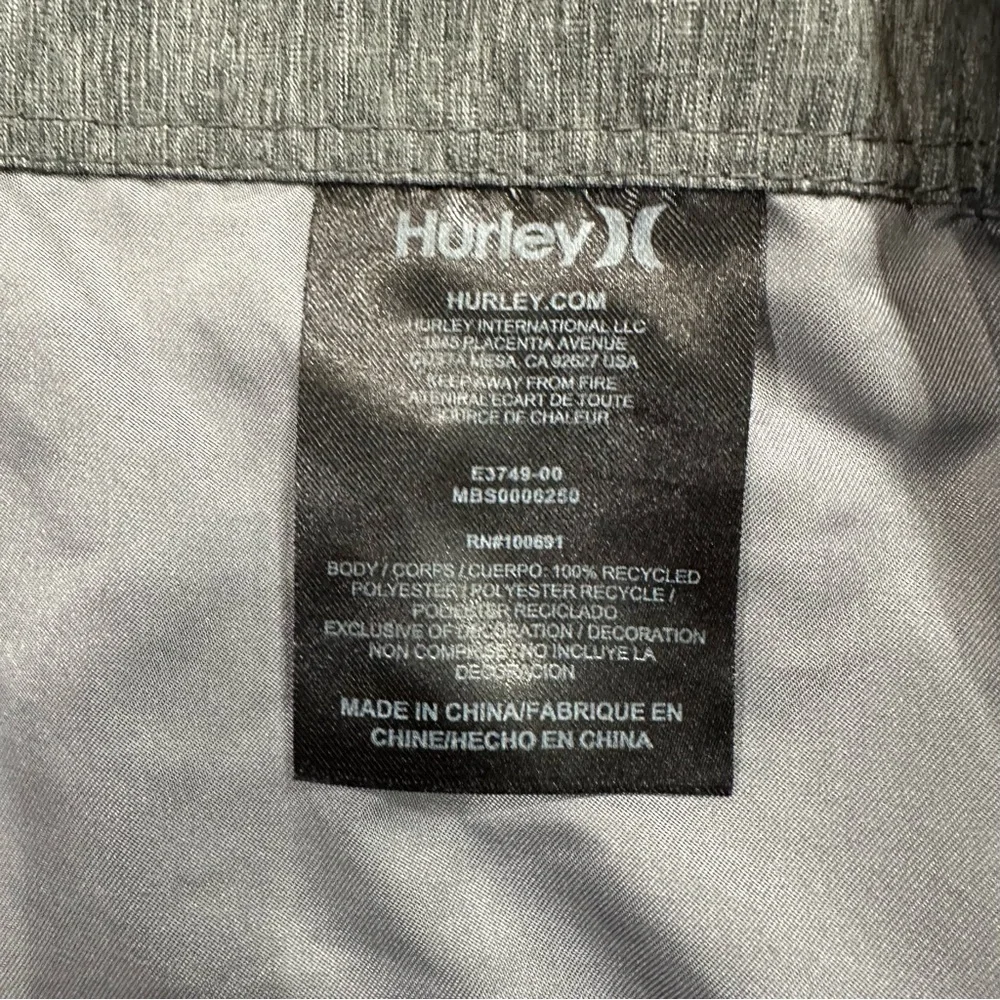 Hurley
HURLEY.COM
HURLEY INTERNATIONAL LLC
1945 PLACENTIA AVENUE
COSTA MESA, CA 92627 USA
KEEP AWAY FROM FIRE
ATENIR AL ECART DE TOUTE
SOURCE DE CHALEUR
E3749-00
MBS0006250
RN#100691
BODY / CORPS / CUERPO: 100% RECYCLED
POLYESTER / POLYESTER RECYCLE /
POLIESTER RECICLADO
EXCLUSIVE OF DECORATION / DECORATION
NON COMPRISE / NO INCLUYE LA
DECORACION
MADE IN CHINA/FABRIQUE EN
CHINE/HECHO EN CHINA